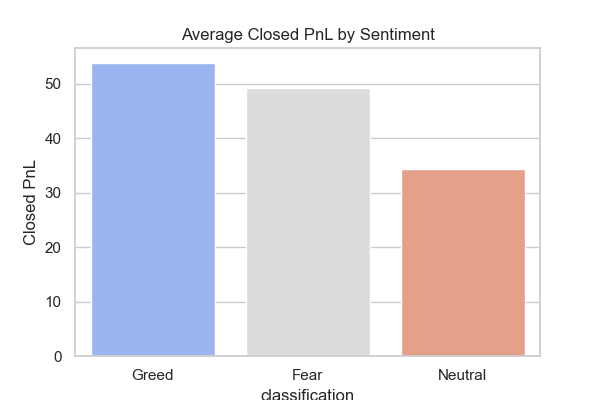 Average Closed PnL by Sentiment
Closed PnL
50
40
30
20
10
0
Greed Fear Neutral
classification